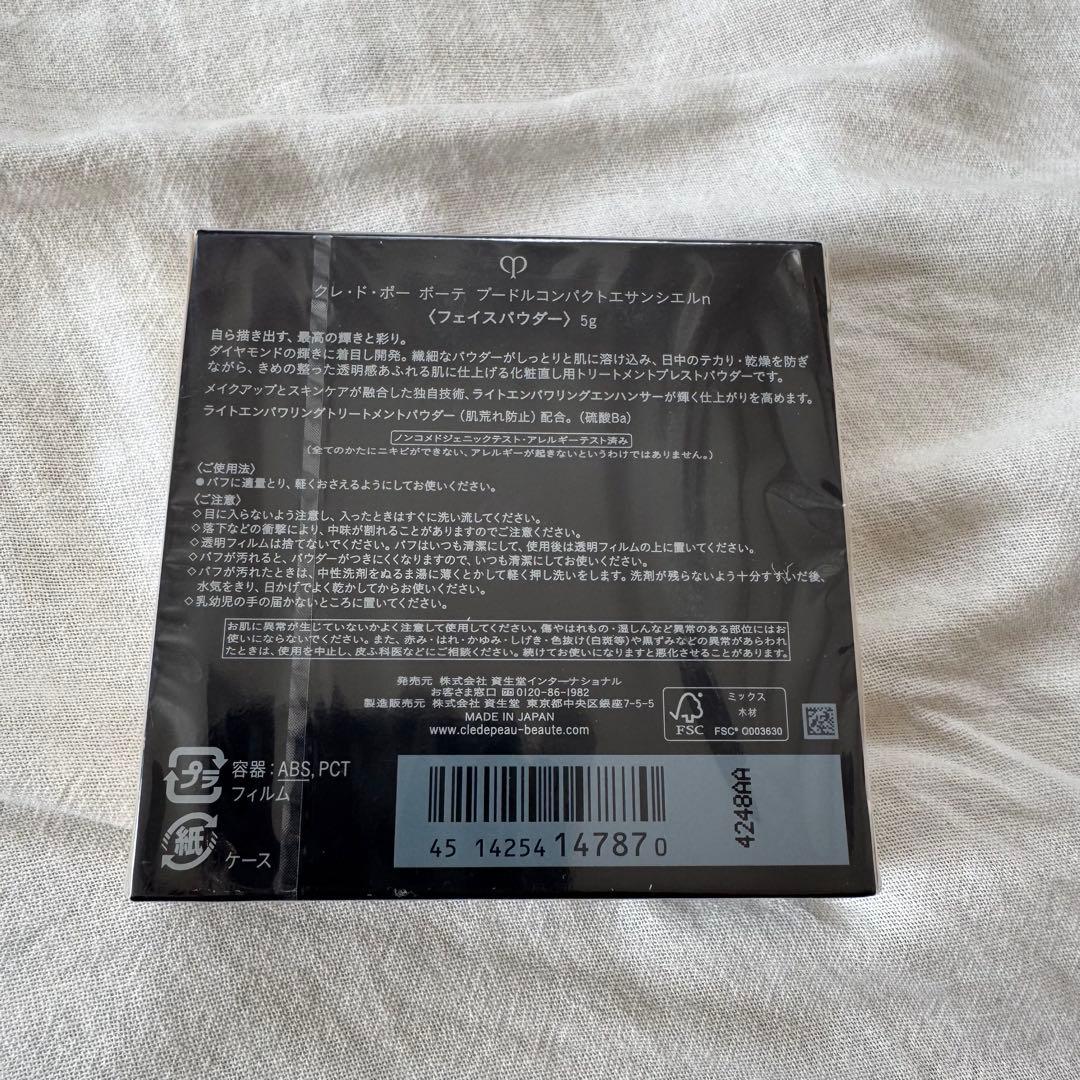 クレ・ド・ポー ボーテ プードルコンパクトエサンシエルn
〈フェイスパウダー〉5g
自ら描き出す、最高の輝きと彩り。
ダイヤモンドの輝きに着目し開発。繊細なパウダーがしっとりと肌に溶け込み、日中のテカリ・乾燥を防ぎ
ながら、きめの整った透明感あふれる肌に仕上げる化粧直し用トリートメントプレストパウダーです。
メイクアップとスキンケアが融合した独自技術、ライトエンパワリングエンハンサーが輝く仕上がりを高めます。
ライトエンパワリングトリートメントパウダー（肌荒れ防止）配合。（硫酸Ba）
ノンコメドジェニックテスト・アレルギーテスト済み
（全てのかたにニキビができない、アレルギーが起きないというわけではありません。）
〈ご使用法〉
●パフに適量とり、軽くおさえるようにしてお使いください。
〈ご注意〉
◇目に入らないよう注意し、入ったときはすぐに洗い流してください。
◇落下などの衝撃により、中味が割れることがありますのでご注意ください。
◇透明フィルムは捨てないでください。パフはいつも清潔にして、使用後は透明フィルムの上に置いてください。
◇パフが汚れると、パウダーがつきにくくなりますので、いつも清潔にしてお使いください。
◇パフが汚れたときは、中性洗剤をぬるま湯に薄くとかして軽く押し洗いをします。洗剤が残らないよう十分すすいだ後、
水気をきり、日かげでよく乾かしてからお使いください。
◇乳幼児の手の届かないところに置いてください。
お肌に異常が生じていないかよく注意して使用してください。傷やはれもの・湿しんなど異常のある部位にはお
使いにならないでください。また、赤み・はれ・かゆみ・しげき・色抜け（白斑等）や黒ずみなどの異常があらわれ
たときは、使用を中止し、皮ふ科医などにご相談ください。続けてお使いになりますと悪化することがあります。
発売元 株式会社 資生堂インターナショナル
お客さま窓口 0120-86-1982
製造販売元 株式会社 資生堂 東京都中央区銀座7-5-5
MADE IN JAPAN
www.cledepeau-beaute.com
FSC
ミックス
木材
FSC® C003630
プラ
容器：ABS, PCT
フィルム
紙
ケース
45 14254 14787 0
4248AA